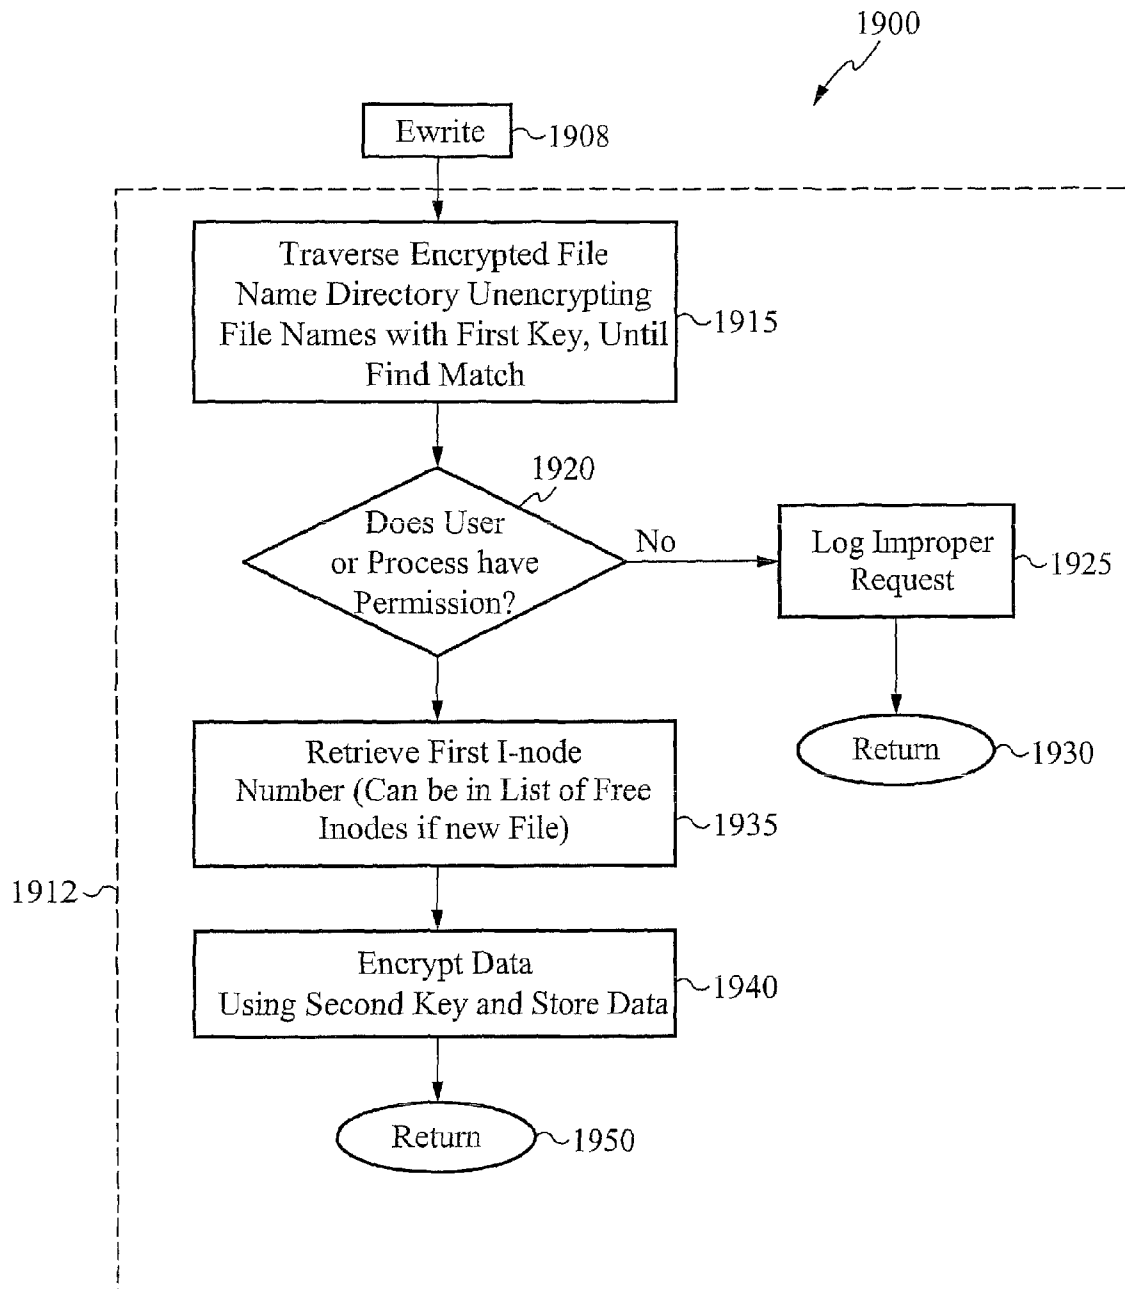 1900
Ewrite
1908
Traverse Encrypted File
Name Directory Unencrypting
File Names with First Key, Until
Find Match
1915
1920
Does User
or Process have
Permission?
No
Log Improper
Request
1925
Retrieve First I-node
Number (Can be in List of Free
Inodes if new File)
1935
Return
1930
1912
Encrypt Data
Using Second Key and Store Data
1940
Return
1950